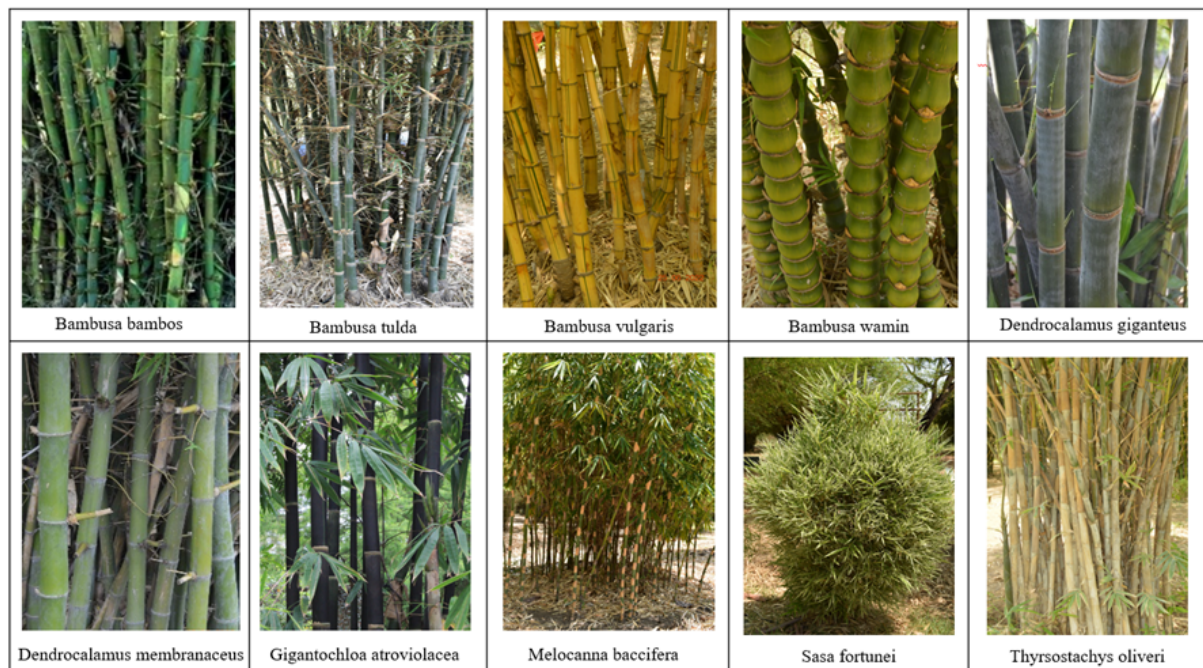 Bambusa bambos
Bambusa tulda
Bambusa vulgaris
Bambusa wamin
Dendrocalamus giganteus
Dendrocalamus membranaceus
Gigantochloa atroviolacea
Melocanna baccifera
Sasa fortunei
Thyrsostachys oliveri